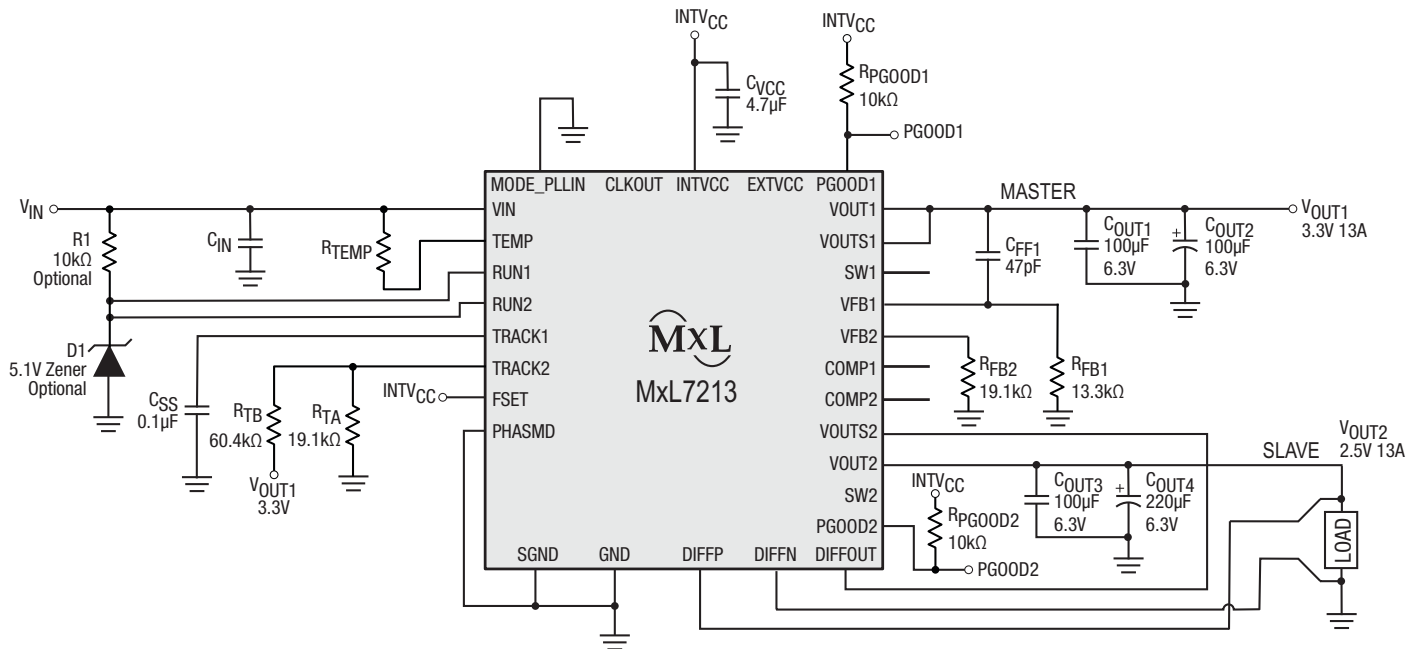 INTVCC
INTVCC
RPGOOD1
10kΩ
CVCC
4.7µF
PGOOD1
MODE_PLLIN CLKOUT INTVCC EXTVCC PGOOD1
VIN
R1
10kΩ
Optional
CIN
RTEMP
VIN
TEMP
RUN1
RUN2
TRACK1
TRACK2
FSET
PHASMD
D1
5.1V Zener
Optional
CSS
0.1µF
INTVCC
RTB
60.4kΩ
RTA
19.1kΩ
VOUT1
3.3V
MxL
MxL7213
VOUT1
VOUTS1
SW1
VFB1
VFB2
COMP1
COMP2
VOUTS2
VOUT2
SW2
PGOOD2
SGND GND DIFFP DIFFN DIFFOUT
MASTER
VOUT1
3.3V 13A
CFF1
47pF
COUT1
100µF
6.3V
+
COUT2
100µF
6.3V
RFB2
19.1kΩ
RFB1
13.3kΩ
SLAVE
VOUT2
2.5V 13A
INTVCC
RPGOOD2
10kΩ
PGOOD2
COUT3
100µF
6.3V
+
COUT4
220µF
6.3V
LOAD